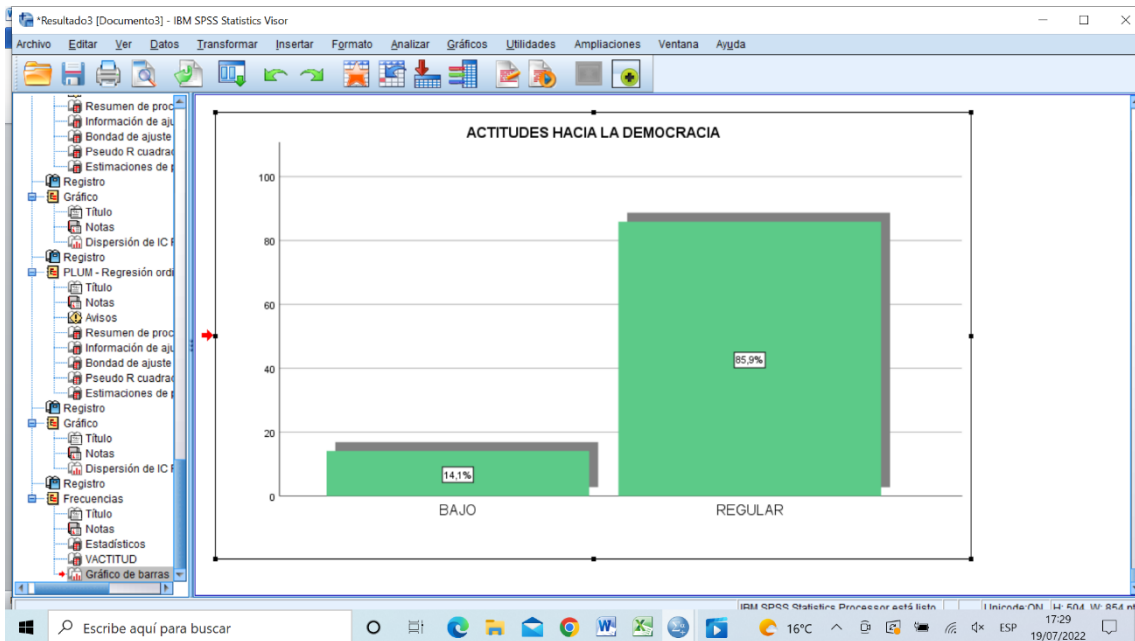 *Resultado3 [Documento3] - IBM SPSS Statistics Visor
Archivo Editar Ver Datos Transformar Insertar Formato Analizar Gráficos Utilidades Ampliaciones Ventana Ayuda
Resumen de proc
Información de aju
Bondad de ajuste
Pseudo R cuadrad
Estimaciones de p
Registro
Gráfico
Título
Notas
Dispersión de IC F
Registro
PLUM - Regresión ordi
Título
Notas
Avisos
Resumen de proc
Información de aju
Bondad de ajuste
Pseudo R cuadrad
Estimaciones de p
Registro
Gráfico
Título
Notas
Dispersión de IC F
Registro
Frecuencias
Título
Notas
Estadísticos
VACTITUD
Gráfico de barras
ACTITUDES HACIA LA DEMOCRACIA
100
80
60
40
20
0
85,9%
14,1%
BAJO REGULAR
IBM SPSS Statistics Processor está listo Unicode:ON H: 504, W: 854 pt
Escribe aquí para buscar
16°C ESP 17:29
19/07/2022